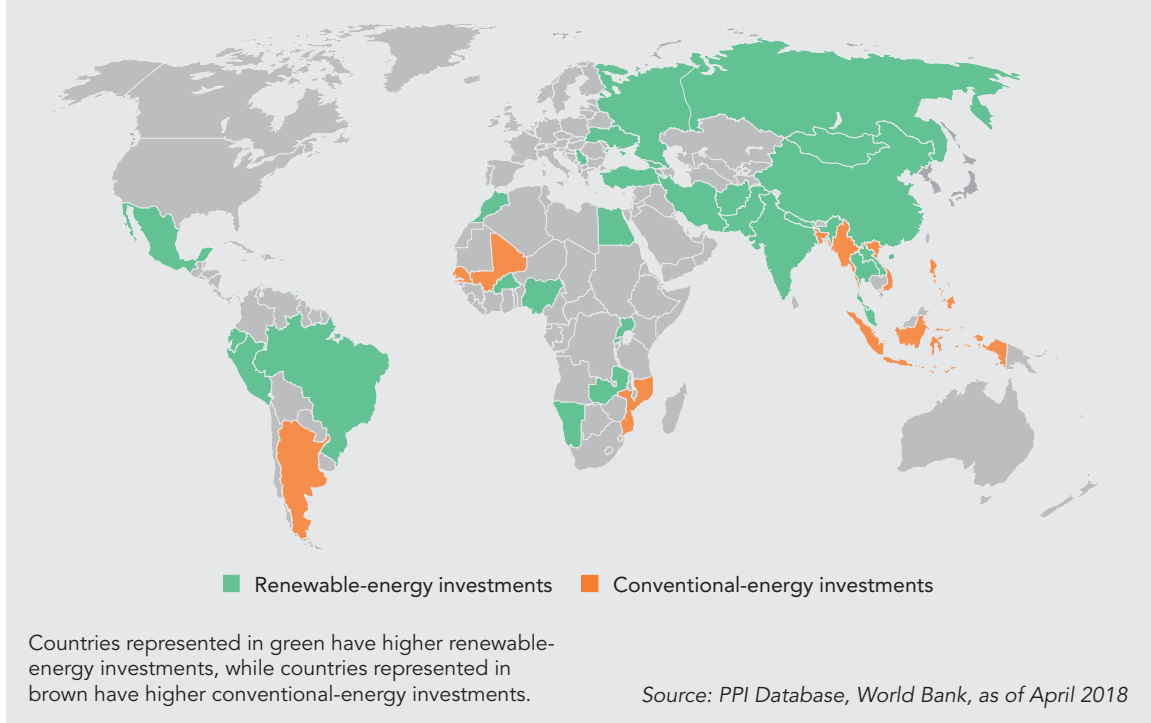 Renewable-energy investments
Conventional-energy investments
Countries represented in green have higher renewable-
energy investments, while countries represented in
brown have higher conventional-energy investments.
Source: PPI Database, World Bank, as of April 2018